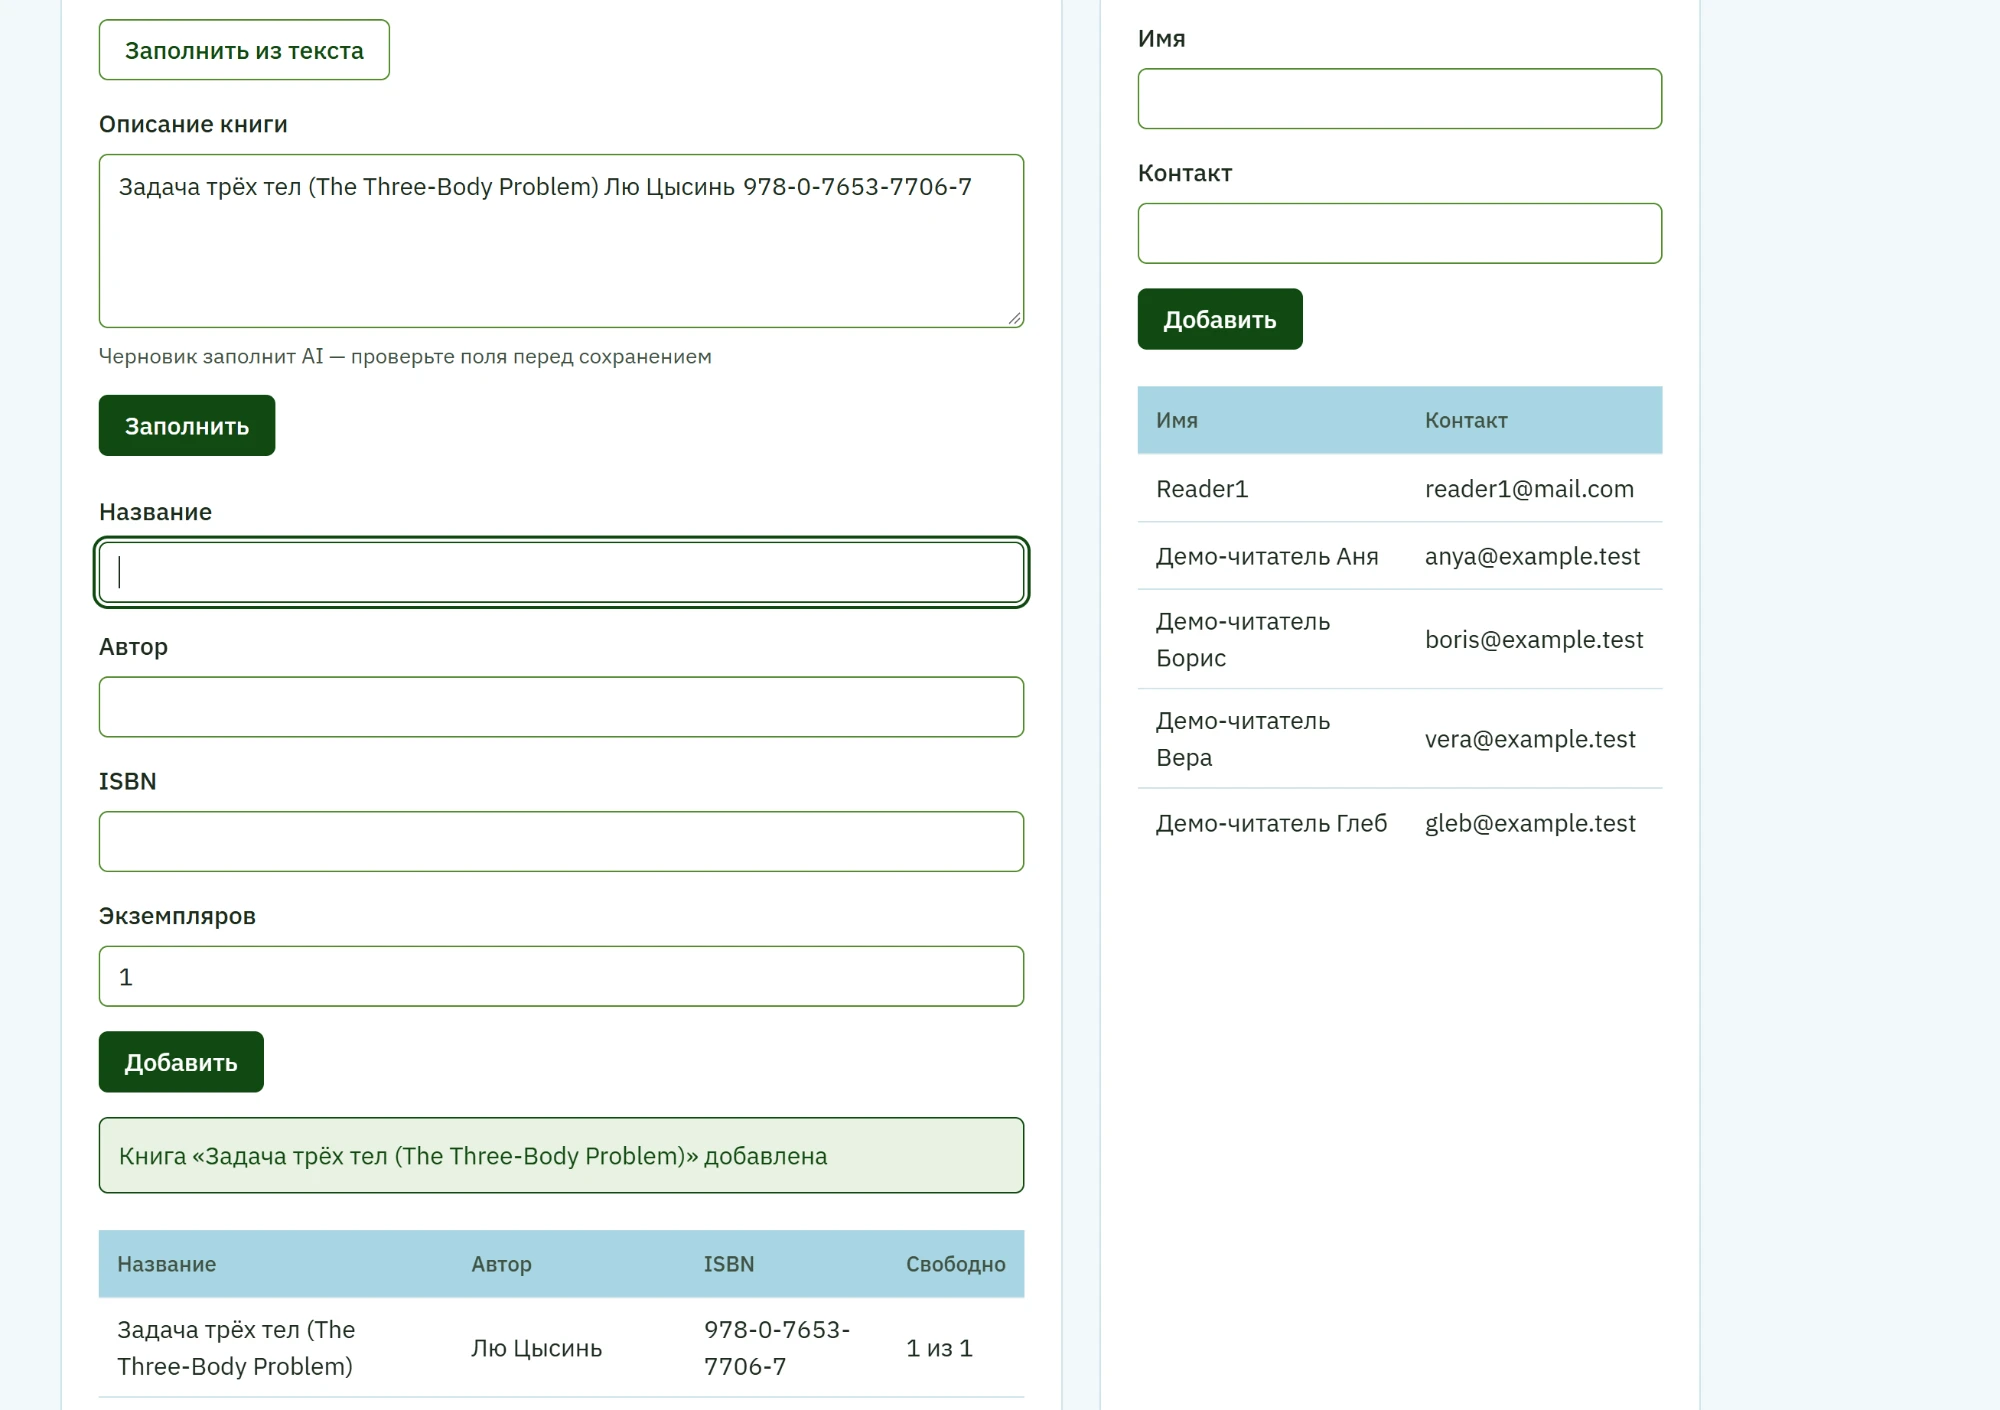 Заполнить из текста
Описание книги
Задача трёх тел (The Three-Body Problem) Лю Цысинь 978-0-7653-7706-7
Черновик заполнит AI — проверьте поля перед сохранением
Заполнить
Название
Автор
ISBN
Экземпляров
1
Добавить
Книга «Задача трёх тел (The Three-Body Problem)» добавлена
Название Автор ISBN Свободно
Задача трёх тел (The
Three-Body Problem)
Лю Цысинь
978-0-7653-
7706-7
1 из 1
Имя
Контакт
Добавить
Имя Контакт
Reader1 reader1@mail.com
Демо-читатель Аня anya@example.test
Демо-читатель
Борис
boris@example.test
Демо-читатель
Вера
vera@example.test
Демо-читатель Глеб gleb@example.test